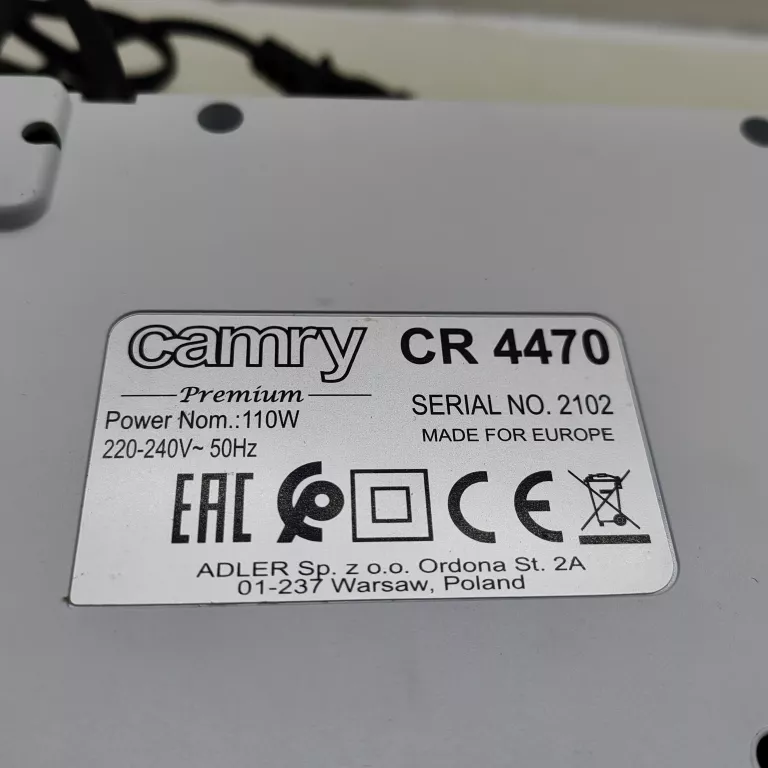 camry CR 4470
Premium
Power Nom.:110W
SERIAL NO. 2102
220-240V~ 50Hz
MADE FOR EUROPE
EAC
CE
ADLER Sp. z o.o. Ordona St. 2A
01-237 Warsaw, Poland